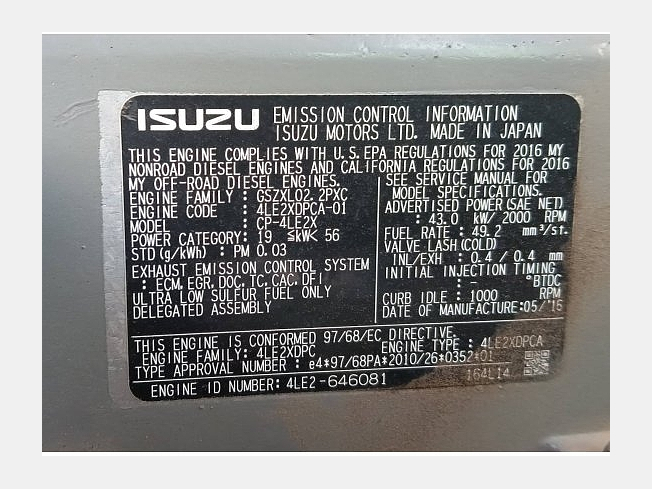 ISUZU EMISSION CONTROL INFORMATION
ISUZU MOTORS LTD. MADE IN JAPAN
THIS ENGINE COMPLIES WITH U.S.EPA REGULATIONS FOR 2016 MY
NONROAD DIESEL ENGINES AND CALIFORNIA REGULATIONS FOR 2016
MY OFF-ROAD DIESEL ENGINES.
ENGINE FAMILY : GSZXL02.2PXC
ENGINE CODE : 4LE2XDPCA-01
MODEL : CP-4LE2X
POWER CATEGORY: 19 ≦kW< 56
STD(g/kWh) : PM 0.03
EXHAUST EMISSION CONTROL SYSTEM
: ECM, EGR, DOC, TC, CAC, DFI
ULTRA LOW SULFUR FUEL ONLY
DELEGATED ASSEMBLY
SEE SERVICE MANUAL FOR
MODEL SPECIFICATIONS.
ADVERTISED POWER(SAE NET)
: 43.0 kW/ 2000 RPM
FUEL RATE : 49.2 mm³/st.
VALVE LASH(COLD)
INL/EXH : 0.4 / 0.4 mm
INITIAL INJECTION TIMING
: - °BTDC
CURB IDLE : 1000 RPM
DATE OF MANUFACTURE:05/'15
THIS ENGINE IS CONFORMED 97/68/EC DIRECTIVE.
ENGINE FAMILY: 4LE2XDPC ENGINE TYPE : 4LE2XDPCA
TYPE APPROVAL NUMBER : e4*97/68PA*2010/26*0352*01
ENGINE ID NUMBER: 4LE2-646081 164L14